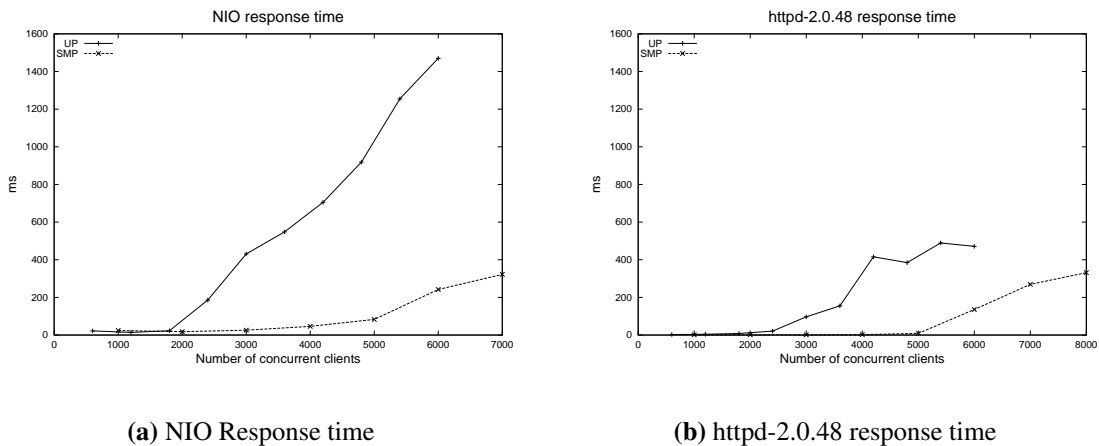 NIO response time
1600
1400
1200
1000
800
600
400
200
0
ms
UP
SMP
0 1000 2000 3000 4000 5000 6000 7000
Number of concurrent clients
(a) NIO Response time
httpd-2.0.48 response time
1600
1400
1200
1000
800
600
400
200
0
ms
UP
SMP
0 1000 2000 3000 4000 5000 6000 7000 8000
Number of concurrent clients
(b) httpd-2.0.48 response time